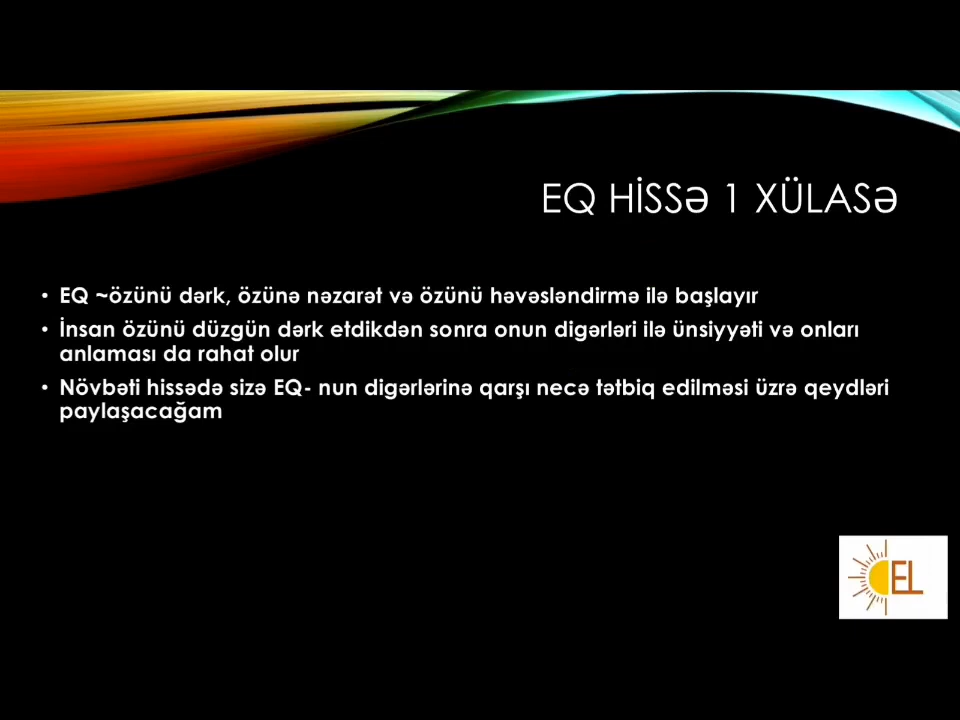 EQ HİSSƏ 1 XÜLASƏ
• EQ ~özünü dərk, özünə nəzarət və özünü həvəsləndirmə ilə başlayır
• İnsan özünü düzgün dərk etdikdən sonra onun digərləri ilə ünsiyyəti və onları
anlaması da rahat olur
• Növbəti hissədə sizə EQ- nun digərlərinə qarşı necə tətbiq edilməsi üzrə qeydləri
paylaşacağam
EL